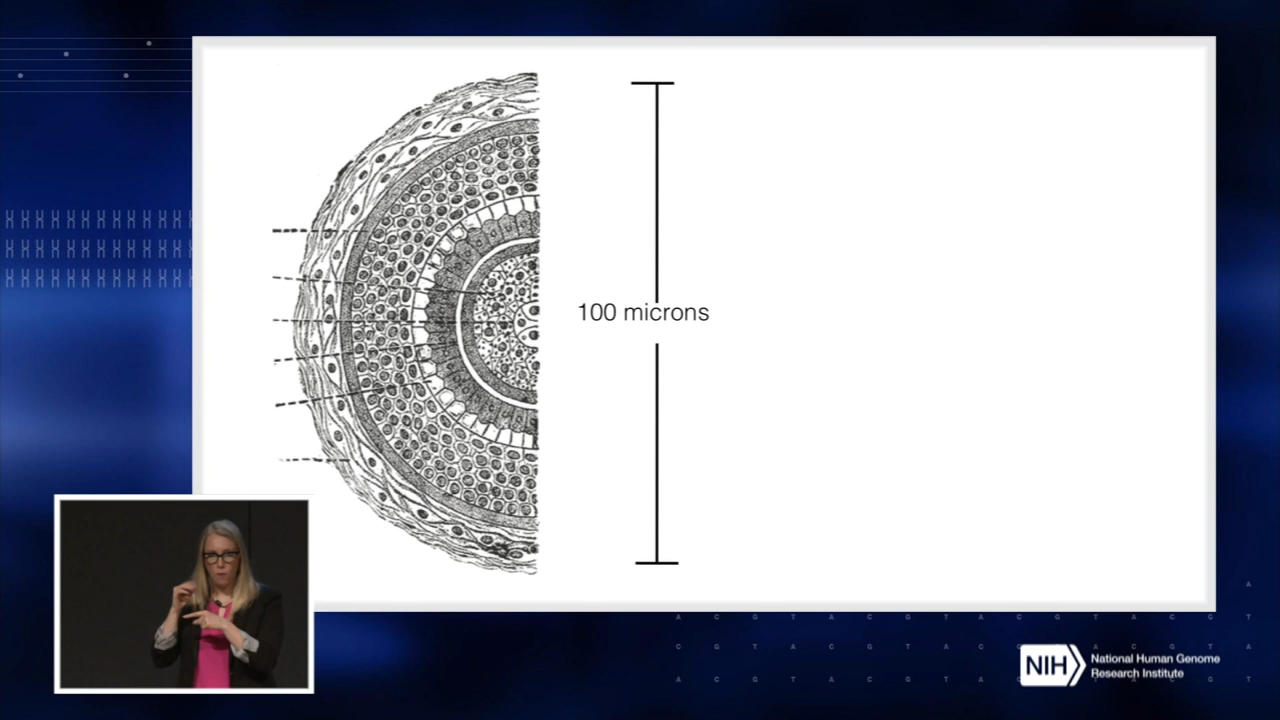 100 microns
NIH
National Human Genome
Research Institute
A
A C G T A C G T A C G T
C G T A C G T A C G T A
A C G T A C G T A C G T